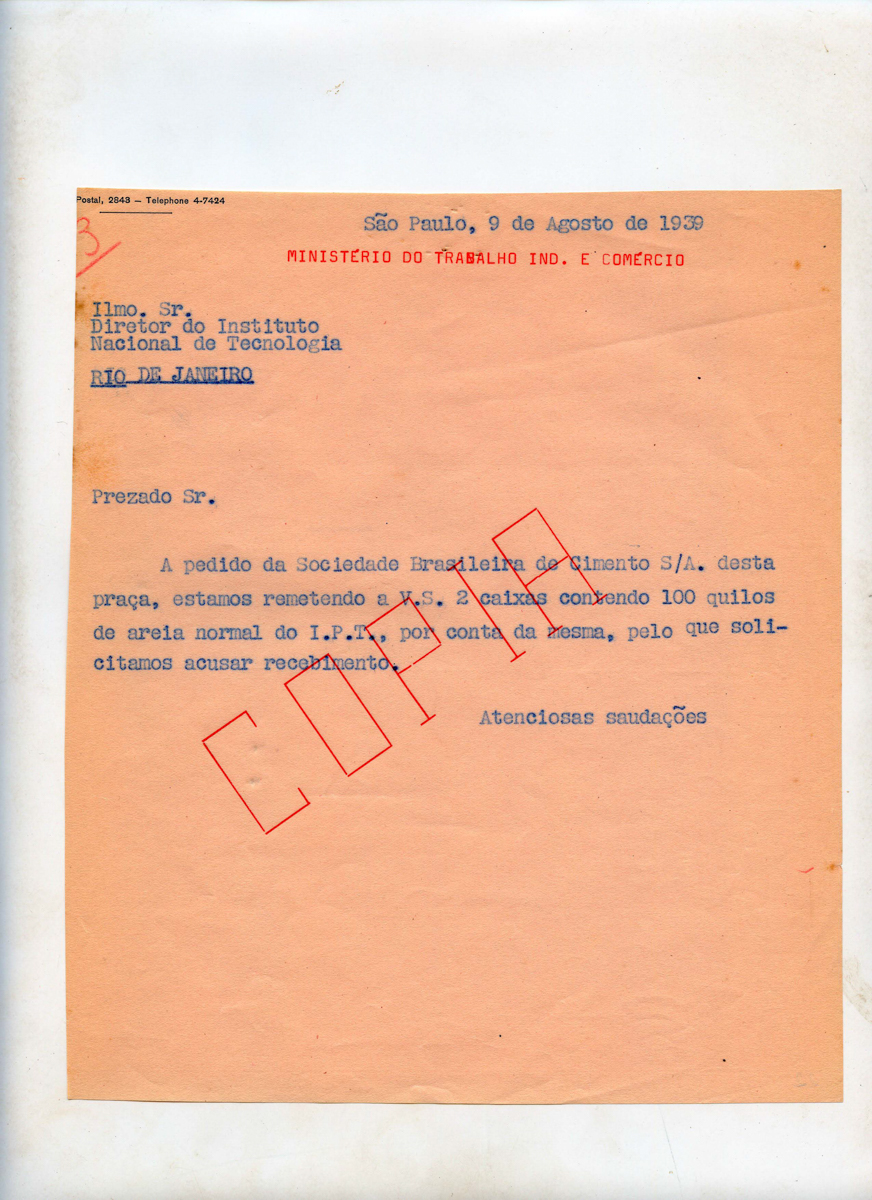 Postal, 2843 — Telephone 4-7424
3
São Paulo, 9 de Agosto de 1939
MINISTÉRIO DO TRABALHO IND. E COMÉRCIO
Ilmo. Sr.
Diretor do Instituto
Nacional de Tecnologia
RIO DE JANEIRO
Prezado Sr.
A pedido da Sociedade Brasileira de Cimento S/A. desta
praça, estamos remetendo a V.S. 2 caixas contendo 100 quilos
de areia normal do I.P.T., por conta da mesma, pelo que soli-
citamos acusar recebimento.
Atenciosas saudações
COPIA